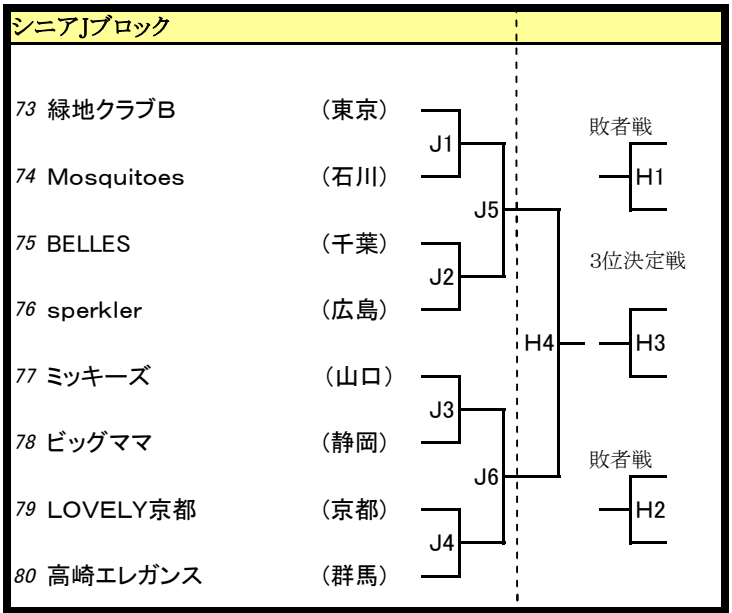 シニアJブロック
73 緑地クラブB （東京）
敗者戦
J1
74 Mosquitoes （石川） H1
J5
75 BELLES （千葉）
3位決定戦
J2
76 sperkler （広島）
H4 H3
77 ミッキーズ （山口）
J3
78 ビッグママ （静岡）
敗者戦
J6
79 LOVELY京都 （京都） H2
J4
80 高崎エレガンス （群馬）